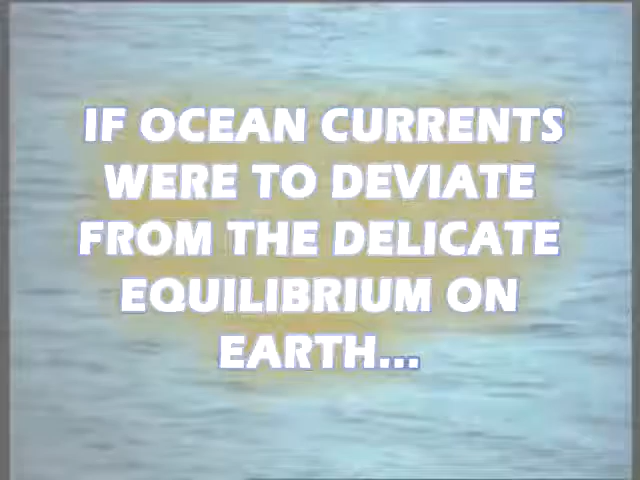 IF OCEAN CURRENTS
WERE TO DEVIATE
FROM THE DELICATE
EQUILIBRIUM ON
EARTH...